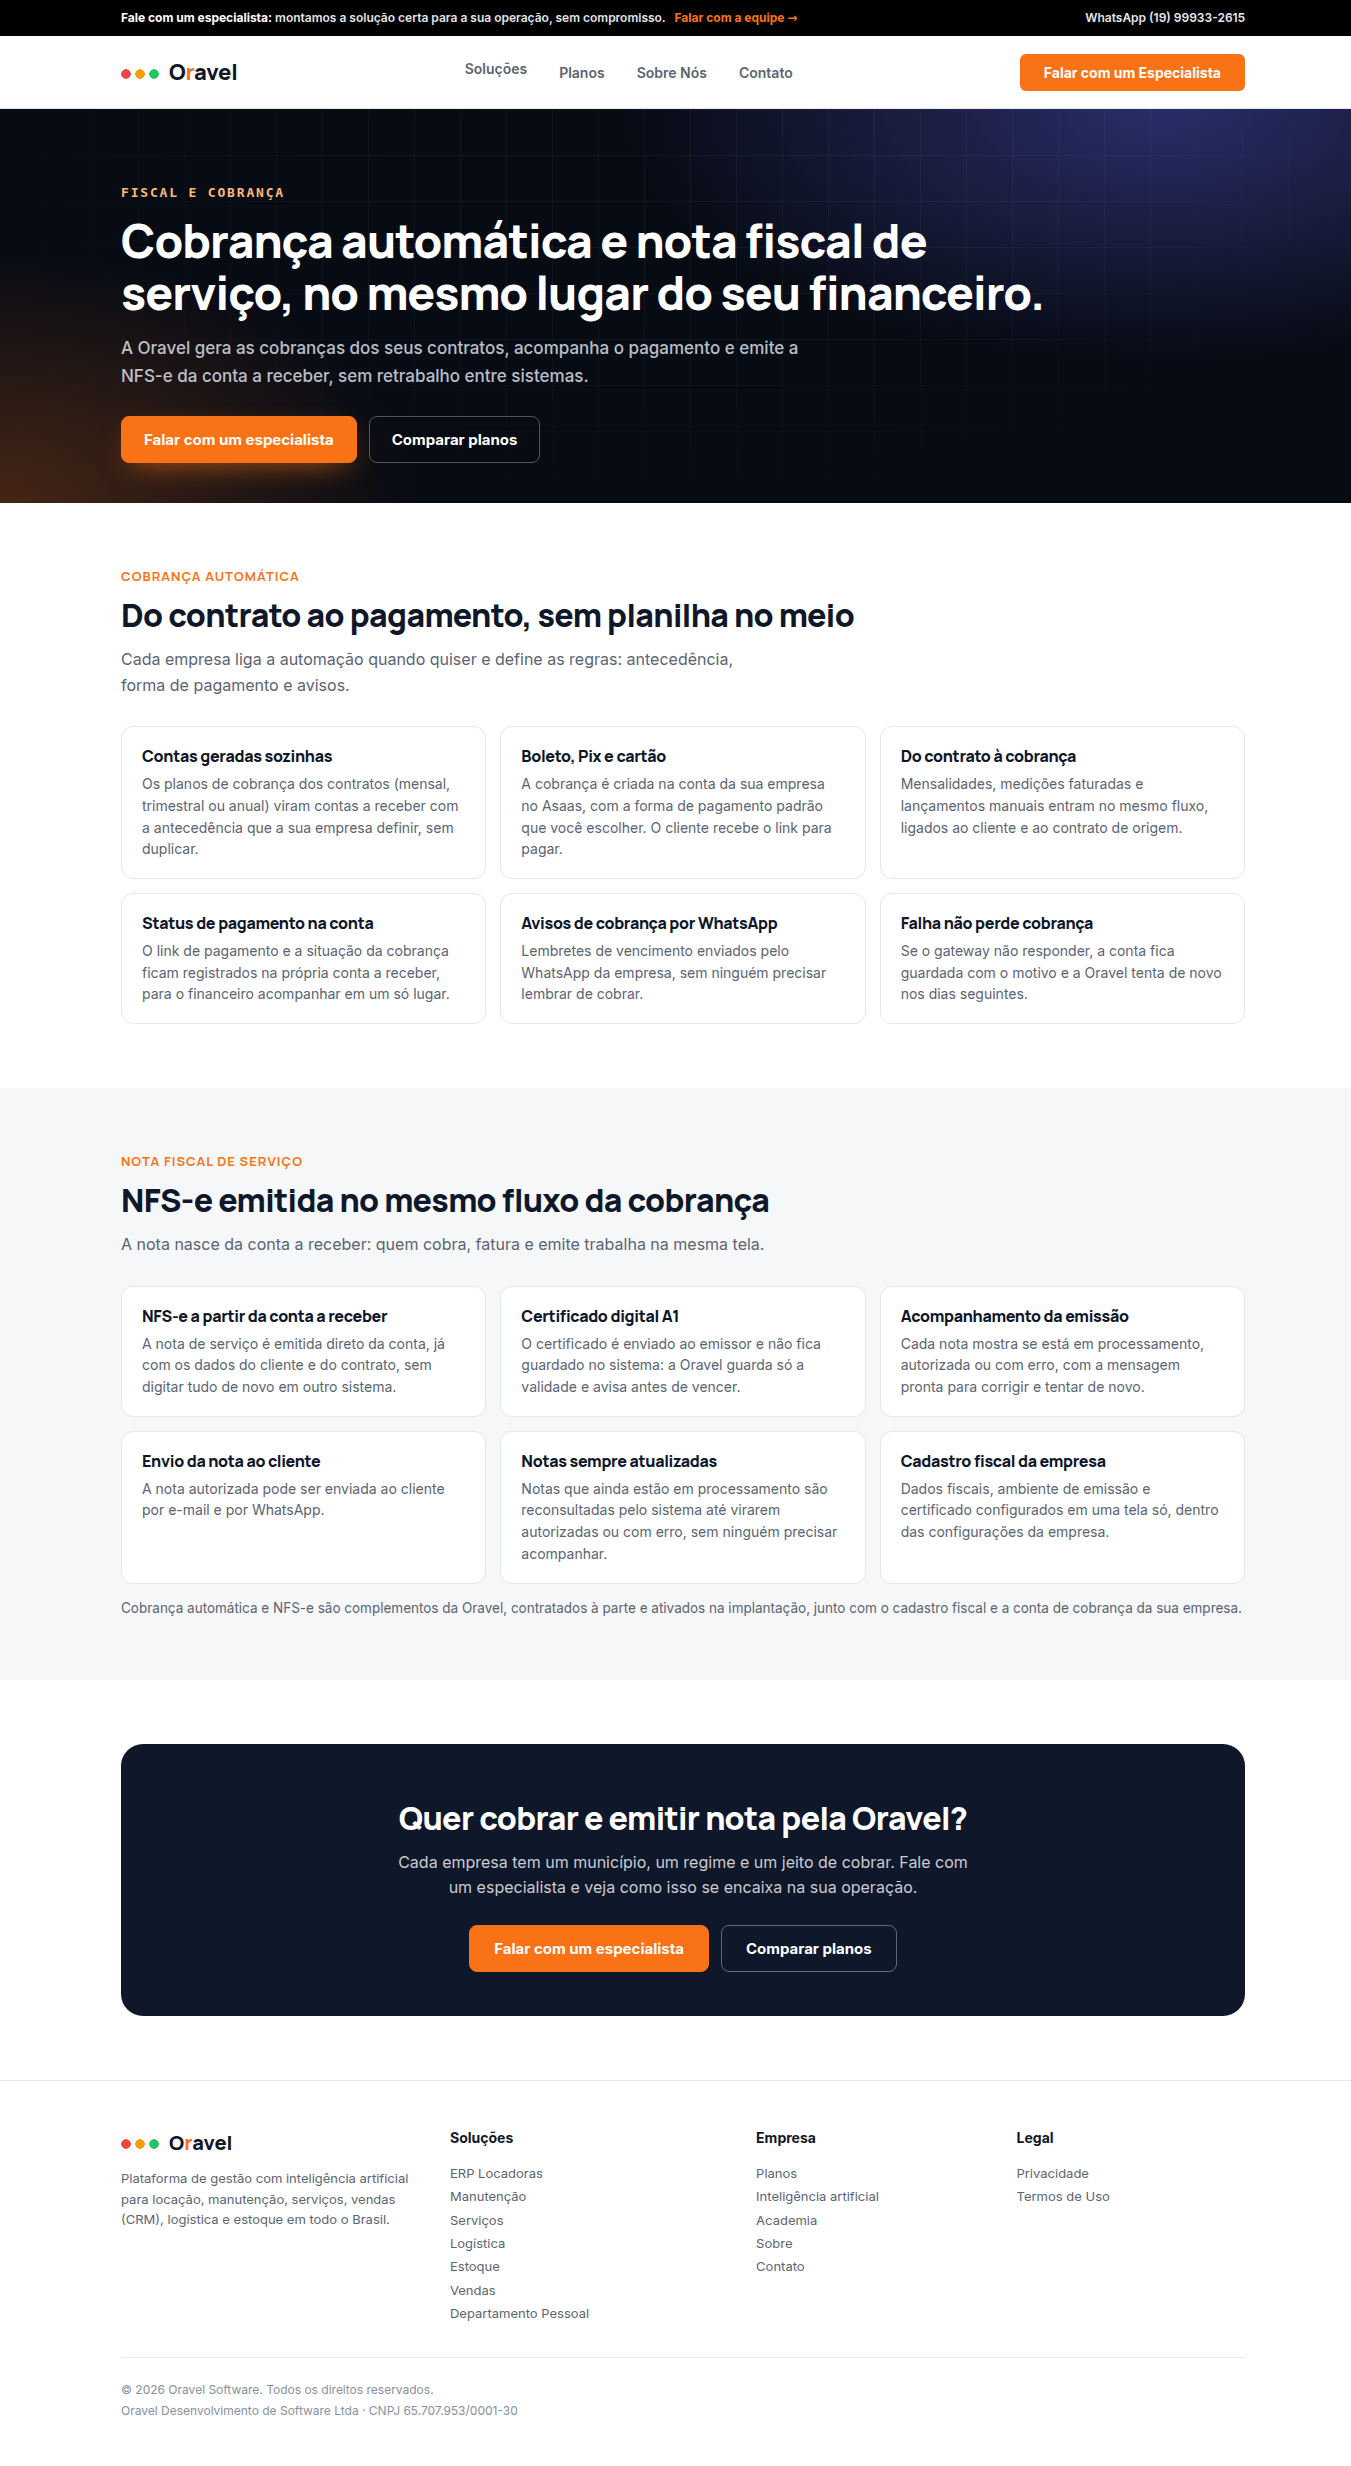 Fale com um especialista: montamos a solução certa para a sua operação, sem compromisso. Falar com a equipe →
WhatsApp (19) 99933-2615
Oravel
Soluções
Planos
Sobre Nós
Contato
Falar com um Especialista
FISCAL E COBRANÇA
Cobrança automática e nota fiscal de
serviço, no mesmo lugar do seu financeiro.
A Oravel gera as cobranças dos seus contratos, acompanha o pagamento e emite a
NFS-e da conta a receber, sem retrabalho entre sistemas.
Falar com um especialista
Comparar planos
COBRANÇA AUTOMÁTICA
Do contrato ao pagamento, sem planilha no meio
Cada empresa liga a automação quando quiser e define as regras: antecedência,
forma de pagamento e avisos.
Contas geradas sozinhas
Os planos de cobrança dos contratos (mensal,
trimestral ou anual) viram contas a receber com
a antecedência que a sua empresa definir, sem
duplicar.
Boleto, Pix e cartão
A cobrança é criada na conta da sua empresa
no Asaas, com a forma de pagamento padrão
que você escolher. O cliente recebe o link para
pagar.
Do contrato à cobrança
Mensalidades, medições faturadas e
lançamentos manuais entram no mesmo fluxo,
ligados ao cliente e ao contrato de origem.
Status de pagamento na conta
O link de pagamento e a situação da cobrança
ficam registrados na própria conta a receber,
para o financeiro acompanhar em um só lugar.
Avisos de cobrança por WhatsApp
Lembretes de vencimento enviados pelo
WhatsApp da empresa, sem ninguém precisar
lembrar de cobrar.
Falha não perde cobrança
Se o gateway não responder, a conta fica
guardada com o motivo e a Oravel tenta de novo
nos dias seguintes.
NOTA FISCAL DE SERVIÇO
NFS-e emitida no mesmo fluxo da cobrança
A nota nasce da conta a receber: quem cobra, fatura e emite trabalha na mesma tela.
NFS-e a partir da conta a receber
A nota de serviço é emitida direto da conta, já
com os dados do cliente e do contrato, sem
digitar tudo de novo em outro sistema.
Certificado digital A1
O certificado é enviado ao emissor e não fica
guardado no sistema: a Oravel guarda só a
validade e avisa antes de vencer.
Acompanhamento da emissão
Cada nota mostra se está em processamento,
autorizada ou com erro, com a mensagem
pronta para corrigir e tentar de novo.
Envio da nota ao cliente
A nota autorizada pode ser enviada ao cliente
por e-mail e por WhatsApp.
Notas sempre atualizadas
Notas que ainda estão em processamento são
reconsultadas pelo sistema até virarem
autorizadas ou com erro, sem ninguém precisar
acompanhar.
Cadastro fiscal da empresa
Dados fiscais, ambiente de emissão e
certificado configurados em uma tela só, dentro
das configurações da empresa.
Cobrança automática e NFS-e são complementos da Oravel, contratados à parte e ativados na implantação, junto com o cadastro fiscal e a conta de cobrança da sua empresa.
Quer cobrar e emitir nota pela Oravel?
Cada empresa tem um município, um regime e um jeito de cobrar. Fale com
um especialista e veja como isso se encaixa na sua operação.
Falar com um especialista
Comparar planos
Oravel
Plataforma de gestão com inteligência artificial
para locação, manutenção, serviços, vendas
(CRM), logística e estoque em todo o Brasil.
Soluções
ERP Locadoras
Manutenção
Serviços
Logística
Estoque
Vendas
Departamento Pessoal
Empresa
Planos
Inteligência artificial
Academia
Sobre
Contato
Legal
Privacidade
Termos de Uso
© 2026 Oravel Software. Todos os direitos reservados.
Oravel Desenvolvimento de Software Ltda · CNPJ 65.707.953/0001-30